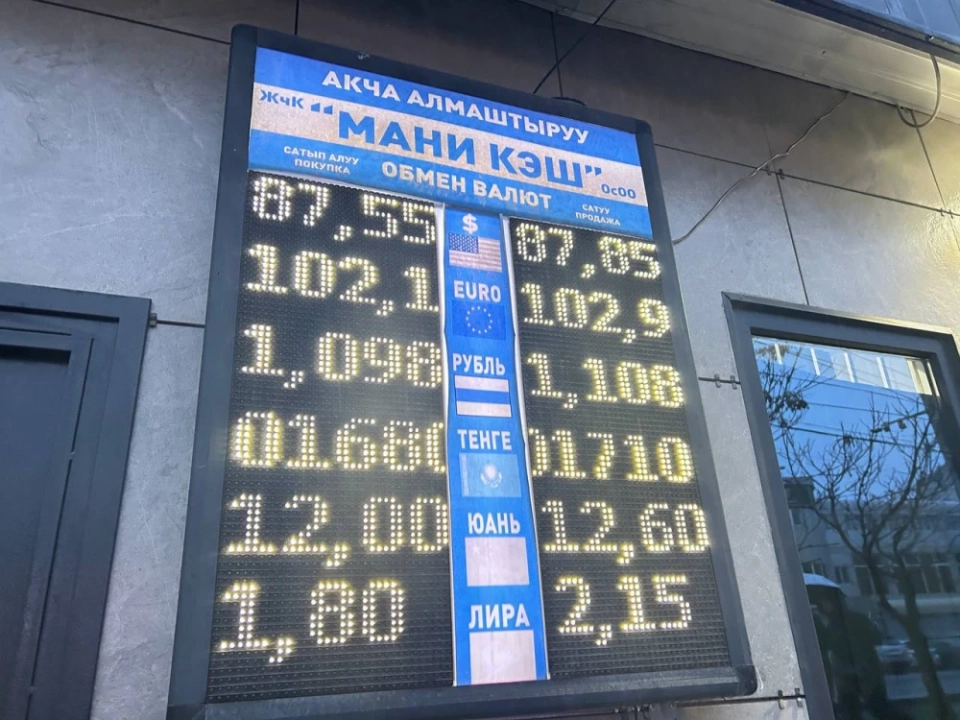 АКЧА АЛМАШТЫРУУ
ЖчК "МАНИ КЭШ" ОсОО
САТЫП АЛУУ
ПОКУПКА
ОБМЕН ВАЛЮТ
САТУУ
ПРОДАЖА
87,55 $ 87,85
102,1 EURO 102,9
1,098 РУБЛЬ 1,108
01680 ТЕНГЕ 01710
12,00 ЮАНЬ 12,60
1,80 ЛИРА 2,15